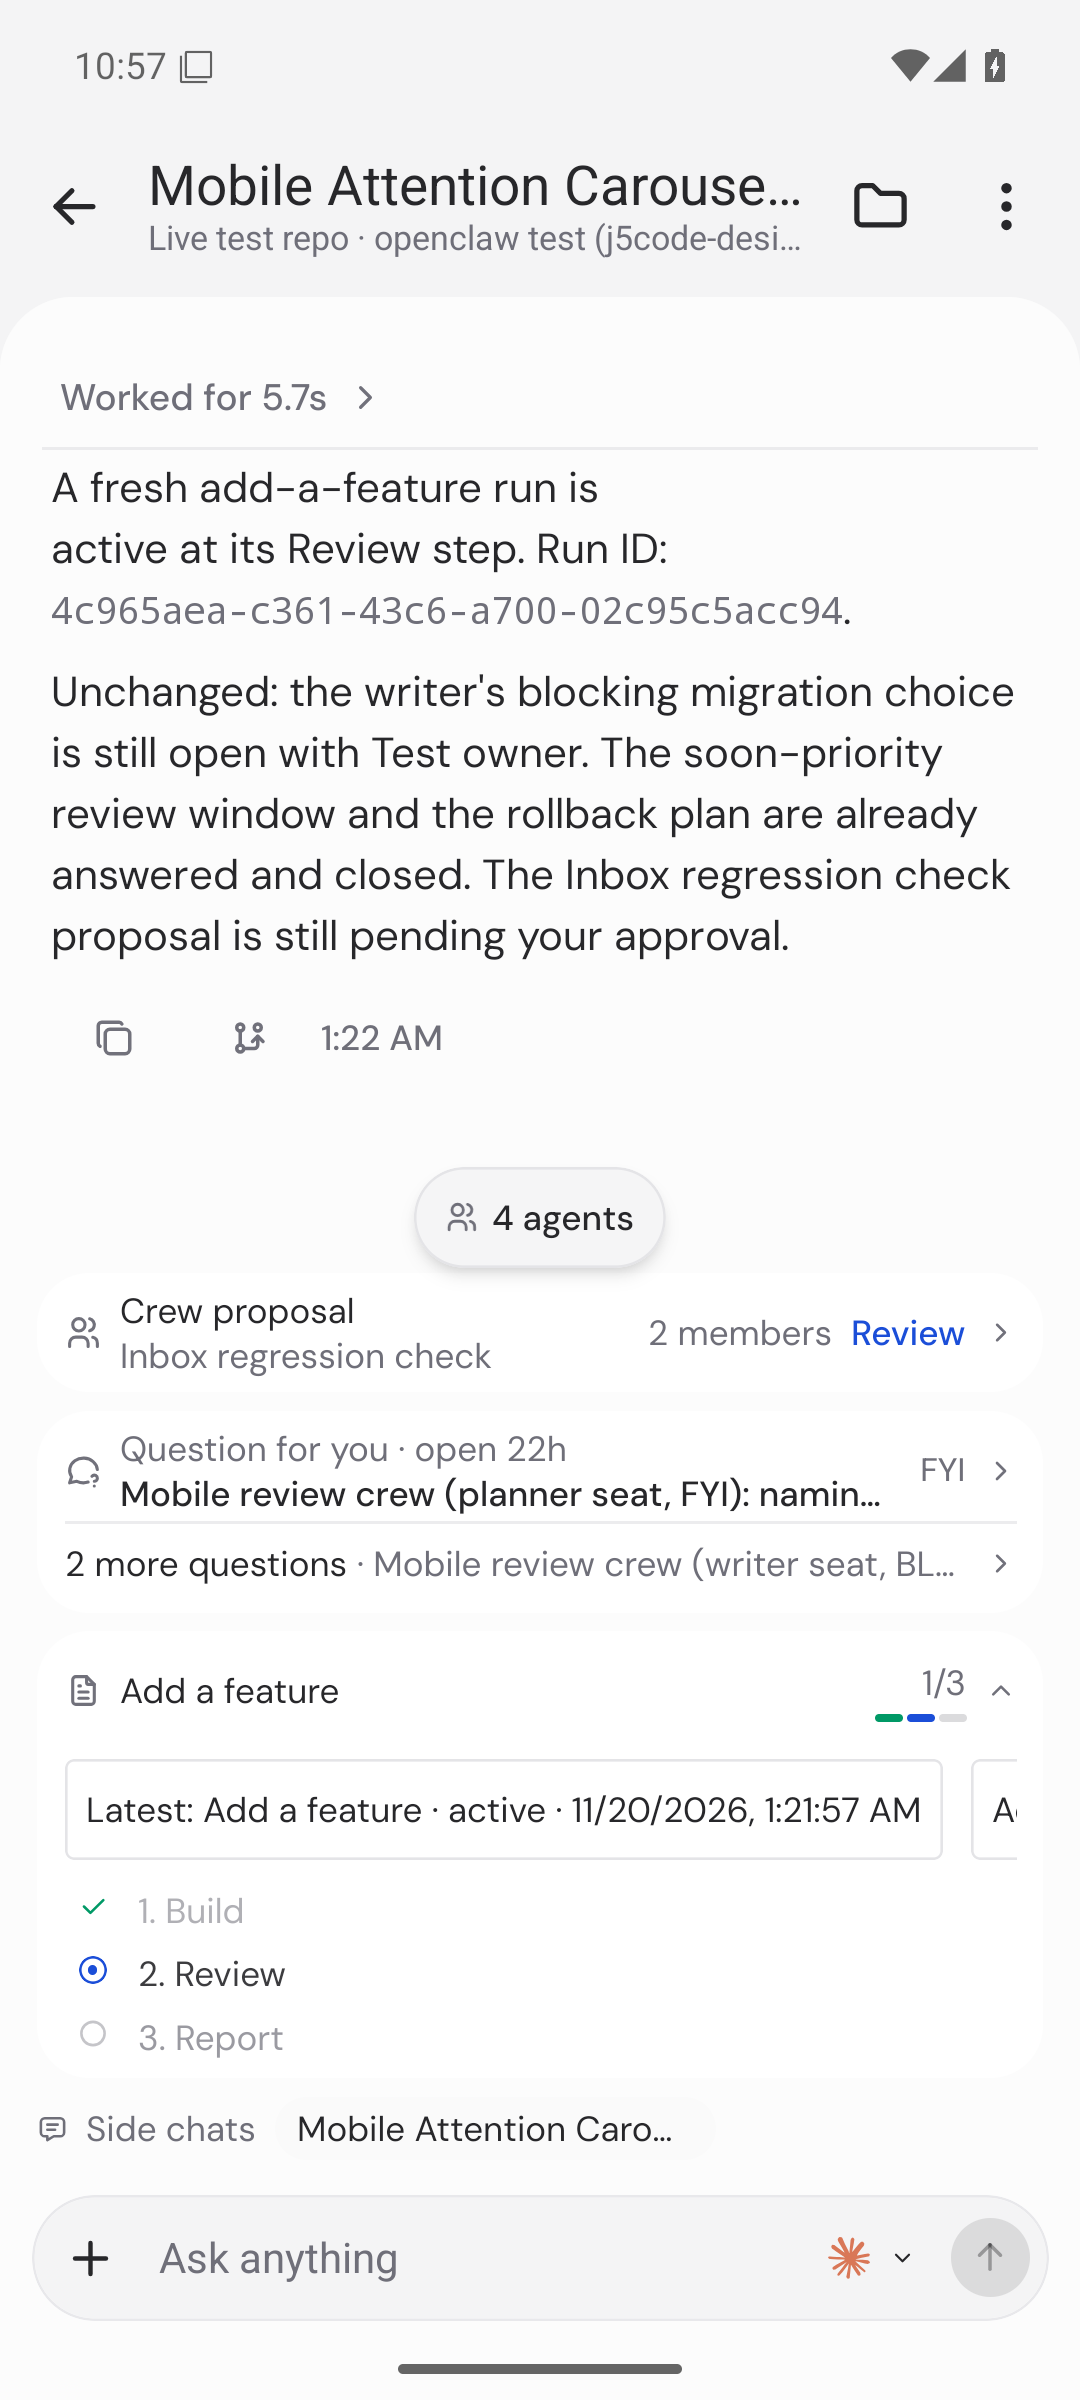 10:57
Mobile Attention Carouse...
Live test repo · openclaw test (j5code-desi...
Worked for 5.7s
A fresh add-a-feature run is
active at its Review step. Run ID:
4c965aea-c361-43c6-a700-02c95c5acc94.
Unchanged: the writer's blocking migration choice
is still open with Test owner. The soon-priority
review window and the rollback plan are already
answered and closed. The Inbox regression check
proposal is still pending your approval.
1:22 AM
4 agents
Crew proposal
Inbox regression check
2 members Review
Question for you · open 22h
Mobile review crew (planner seat, FYI): namin...
FYI
2 more questions · Mobile review crew (writer seat, BL...
Add a feature
1/3
Latest: Add a feature · active · 11/20/2026, 1:21:57 AM
1. Build
2. Review
3. Report
Side chats
Mobile Attention Caro...
Ask anything